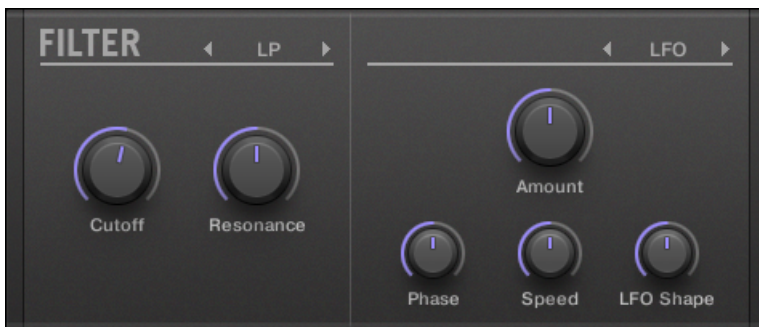 FILTER
LP
LFO
Cutoff
Resonance
Amount
Phase
Speed
LFO Shape